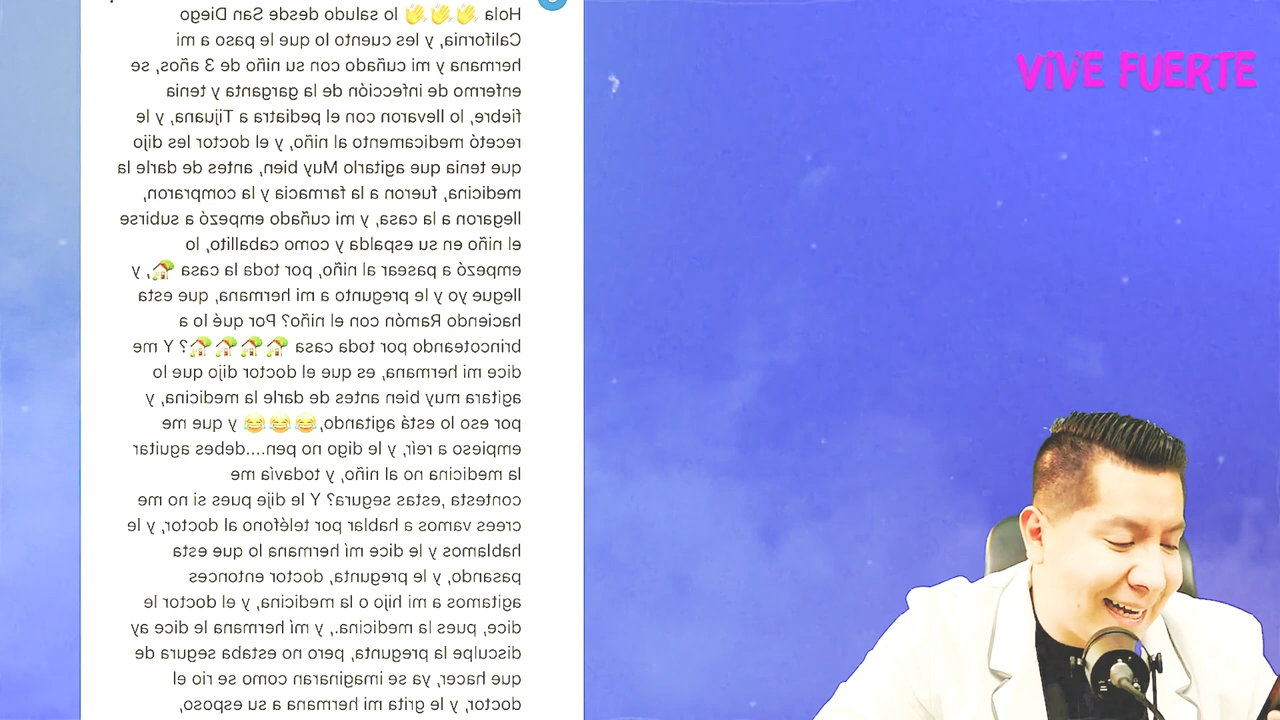 Hola 👋👋👋 lo saludo desde San Diego
California, y les cuento lo que le paso a mi
hermana y mi cuñado con su niño de 3 años, se
enfermo de infección de la garganta y tenia
fiebre, lo llevaron con el pediatra a Tijuana, y le
recetó medicamento al niño, y el doctor les dijo
que tenia que agitarlo Muy bien, antes de darle la
medicina, fueron a la farmacia y la compraron,
llegaron a la casa, y mi cuñado empezó a subirse
el niño en su espalda y como caballito, lo
empezó a pasear al niño, por toda la casa 🏡, y
llegue yo y le pregunto a mi hermana, que esta
haciendo Ramón con el niño? Por qué lo a
brincoteando por toda casa 🏡🏡🏡🏡? Y me
dice mi hermana, es que el doctor dijo que lo
agitara muy bien antes de darle la medicina, y
por eso lo está agitando,😂😂😂 y que me
empieso a reír, y le digo no pen....debes aguitar
la medicina no al niño, y todavía me
contesta ,estas segura? Y le dije pues si no me
crees vamos a hablar por teléfono al doctor, y le
hablamos y le dice mí hermana lo que esta
pasando, y le pregunta, doctor entonces
agitamos a mi hijo o la medicina, y el doctor le
dice, pues la medicina., y mí hermana le dice ay
disculpe la pregunta, pero no estaba segura de
que hacer, ya se imaginaran como se rio el
doctor, y le grita mi hermana a su esposo,
VIVE FUERTE